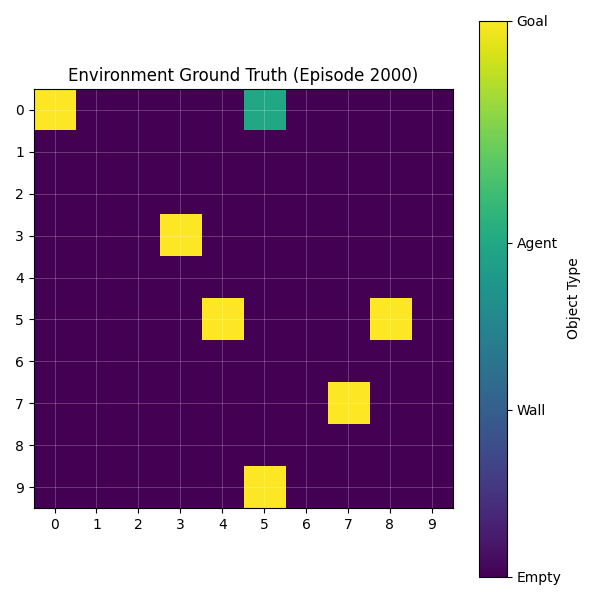 Environment Ground Truth (Episode 2000)
Goal
Agent
Wall
Empty
Object Type
0
1
2
3
4
5
6
7
8
9
0 1 2 3 4 5 6 7 8 9